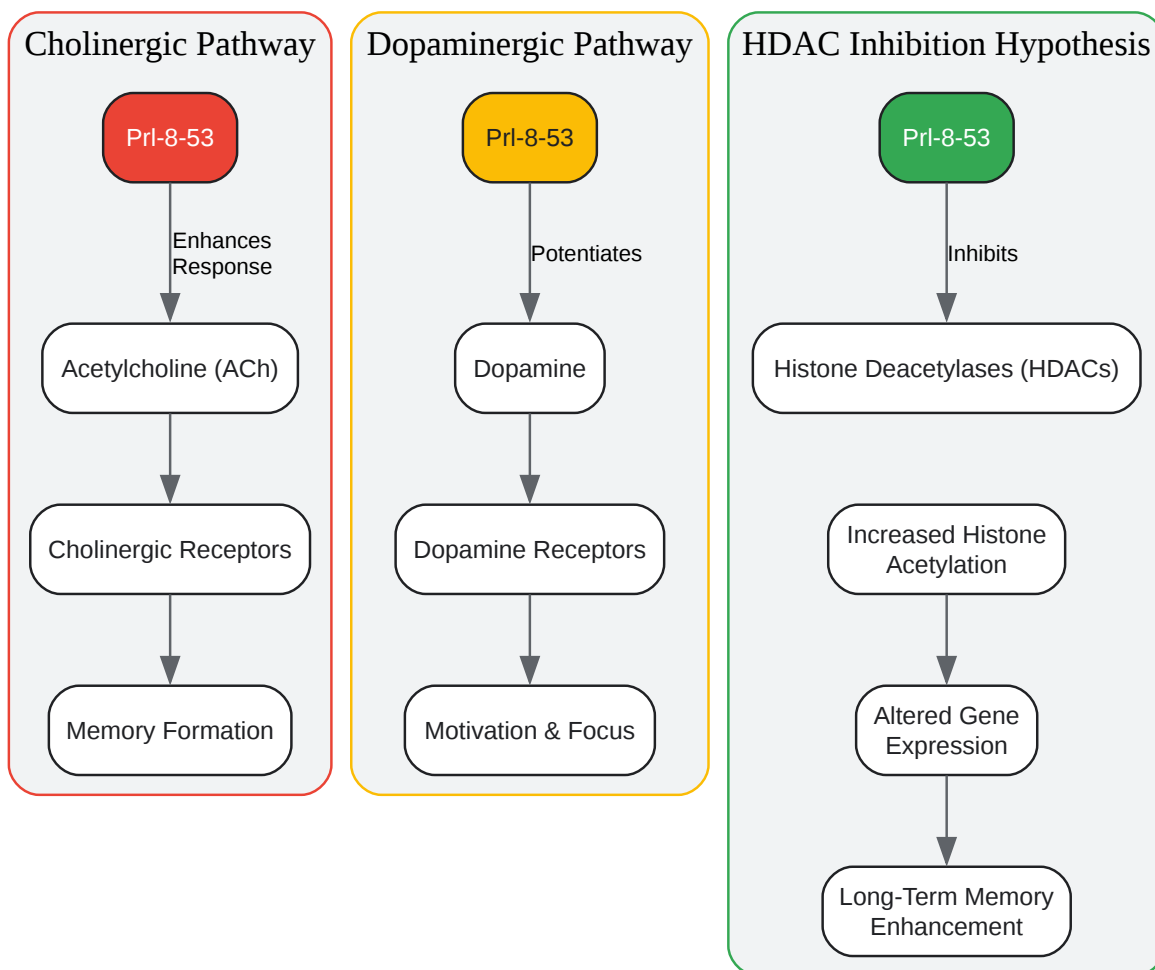 Cholinergic Pathway
Prl-8-53
Enhances
Response
Acetylcholine (ACh)
Cholinergic Receptors
Memory Formation
Dopaminergic Pathway
Prl-8-53
Potentiates
Dopamine
Dopamine Receptors
Motivation & Focus
HDAC Inhibition Hypothesis
Prl-8-53
Inhibits
Histone Deacetylases (HDACs)
Increased Histone
Acetylation
Altered Gene
Expression
Long-Term Memory
Enhancement